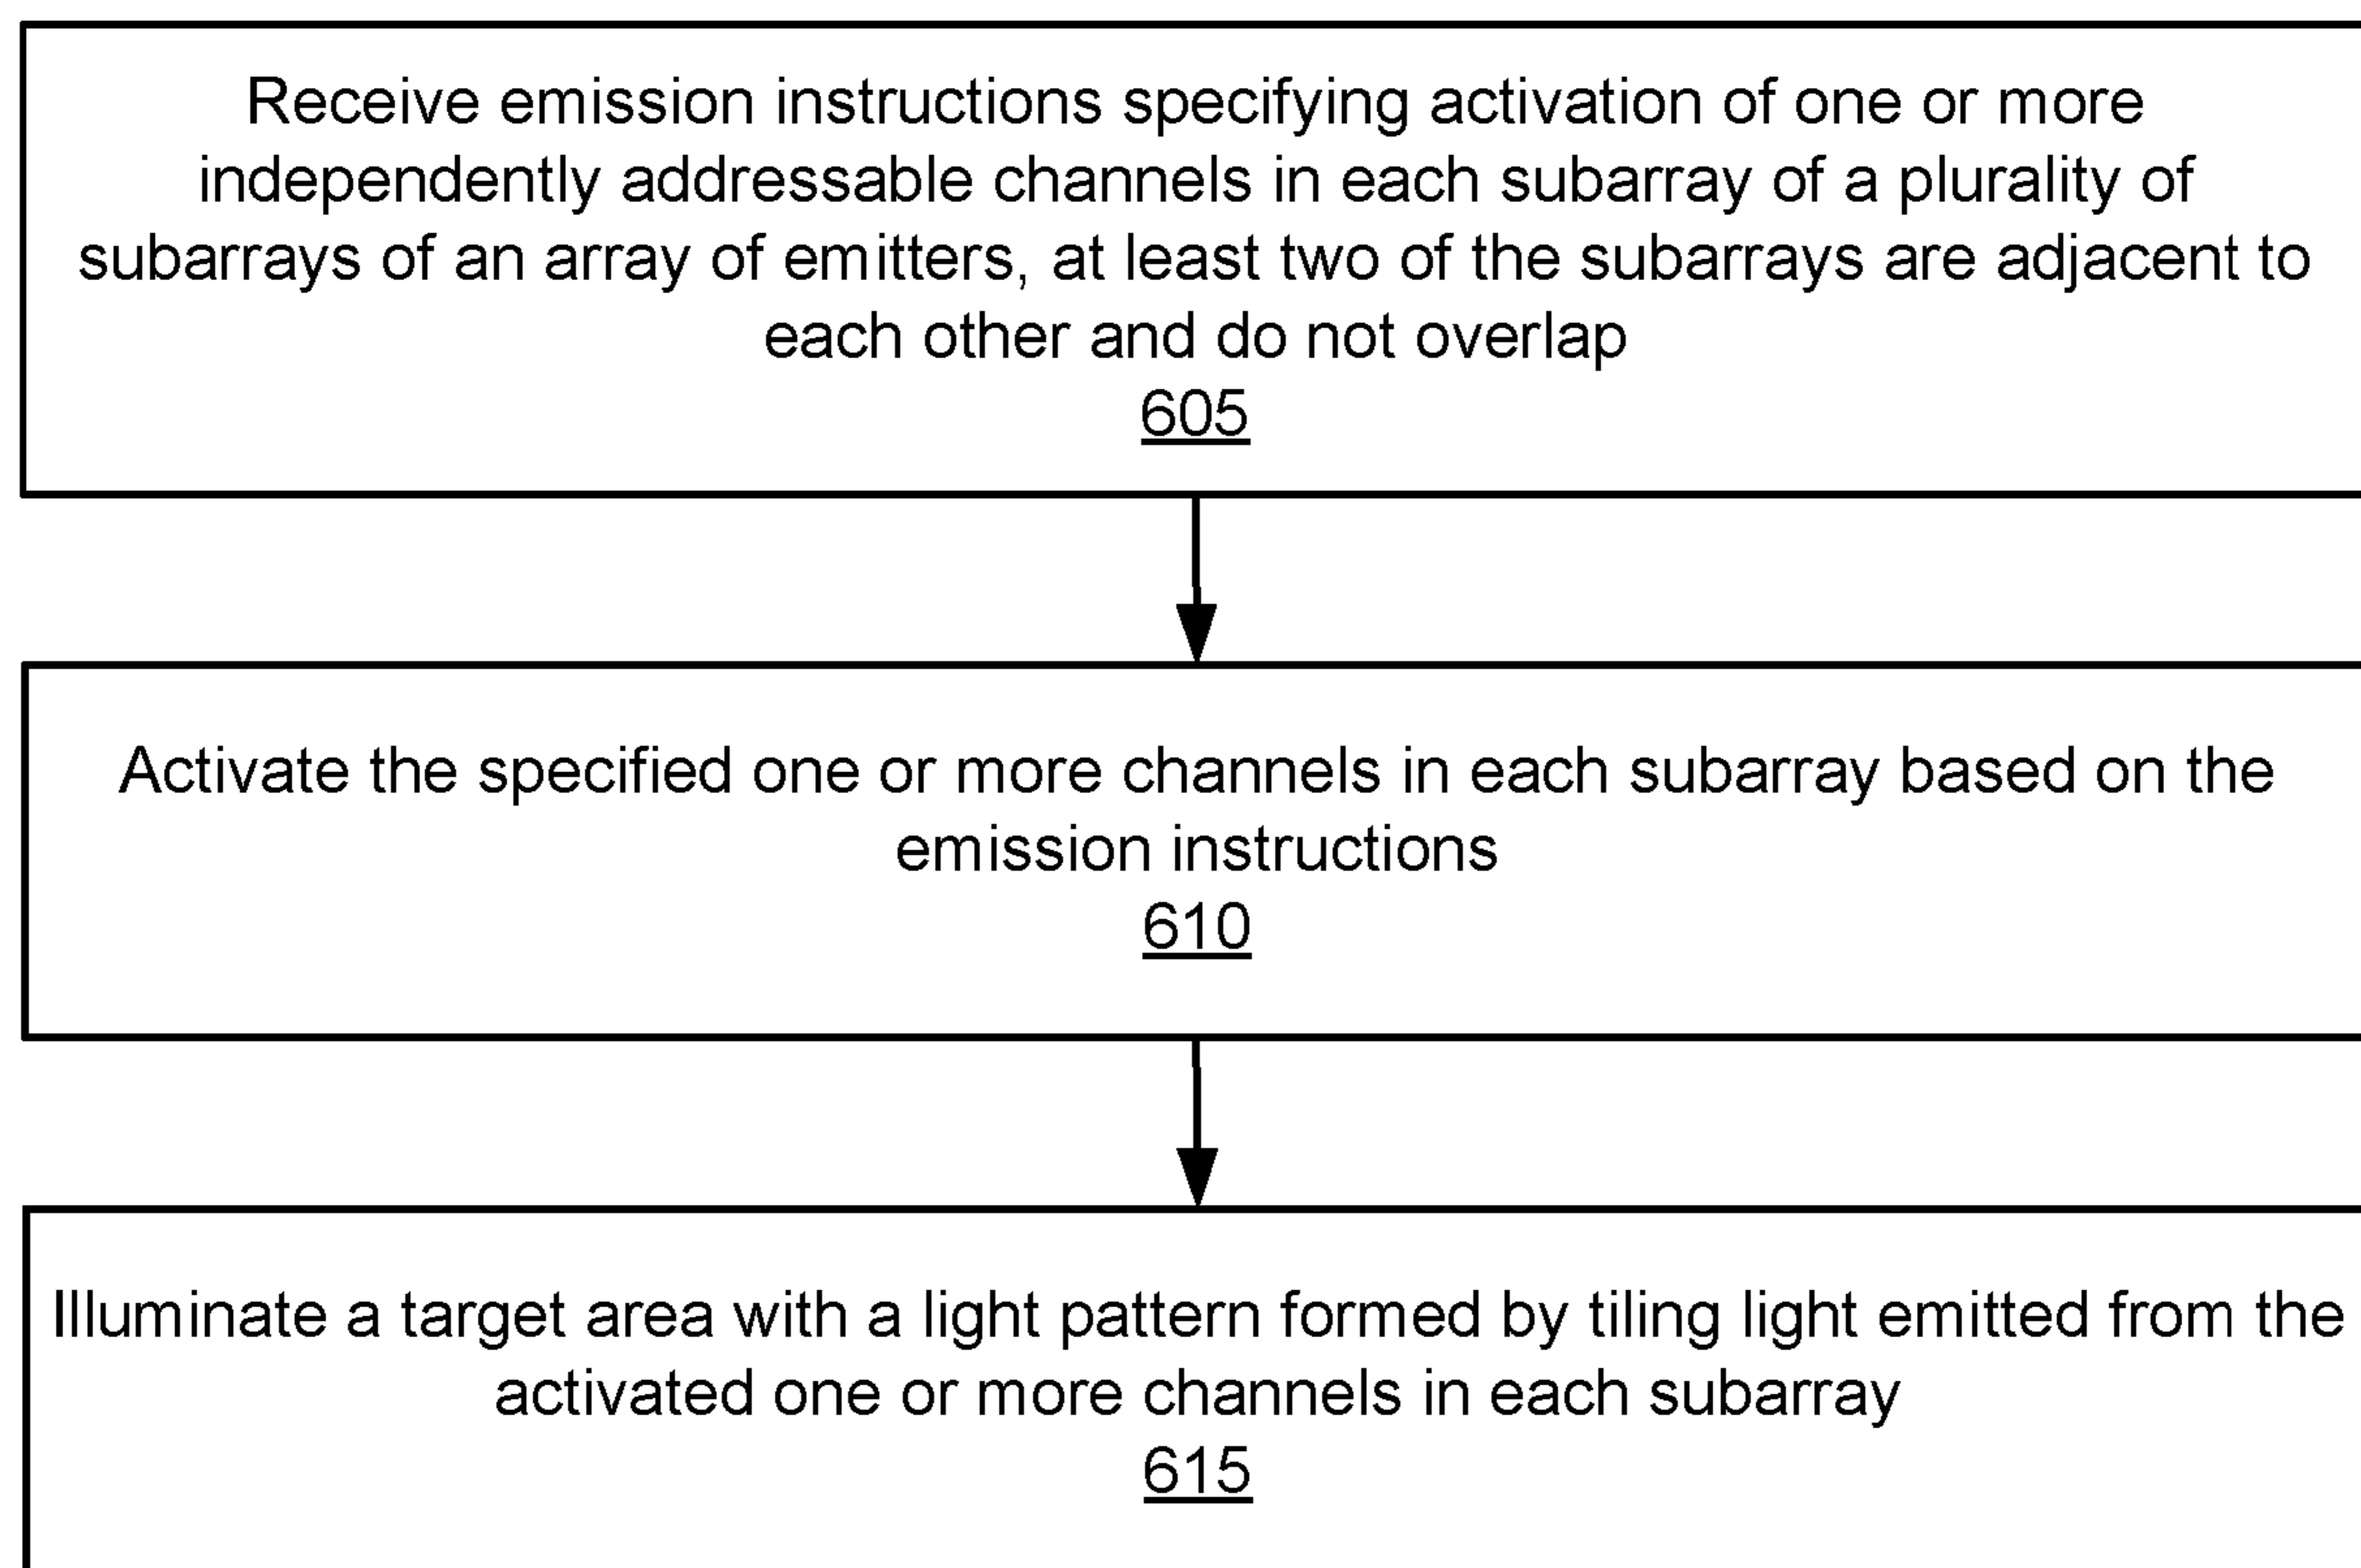 Receive emission instructions specifying activation of one or more
independently addressable channels in each subarray of a plurality of
subarrays of an array of emitters, at least two of the subarrays are adjacent to
each other and do not overlap
605
Activate the specified one or more channels in each subarray based on the
emission instructions
610
Illuminate a target area with a light pattern formed by tiling light emitted from the
activated one or more channels in each subarray
615